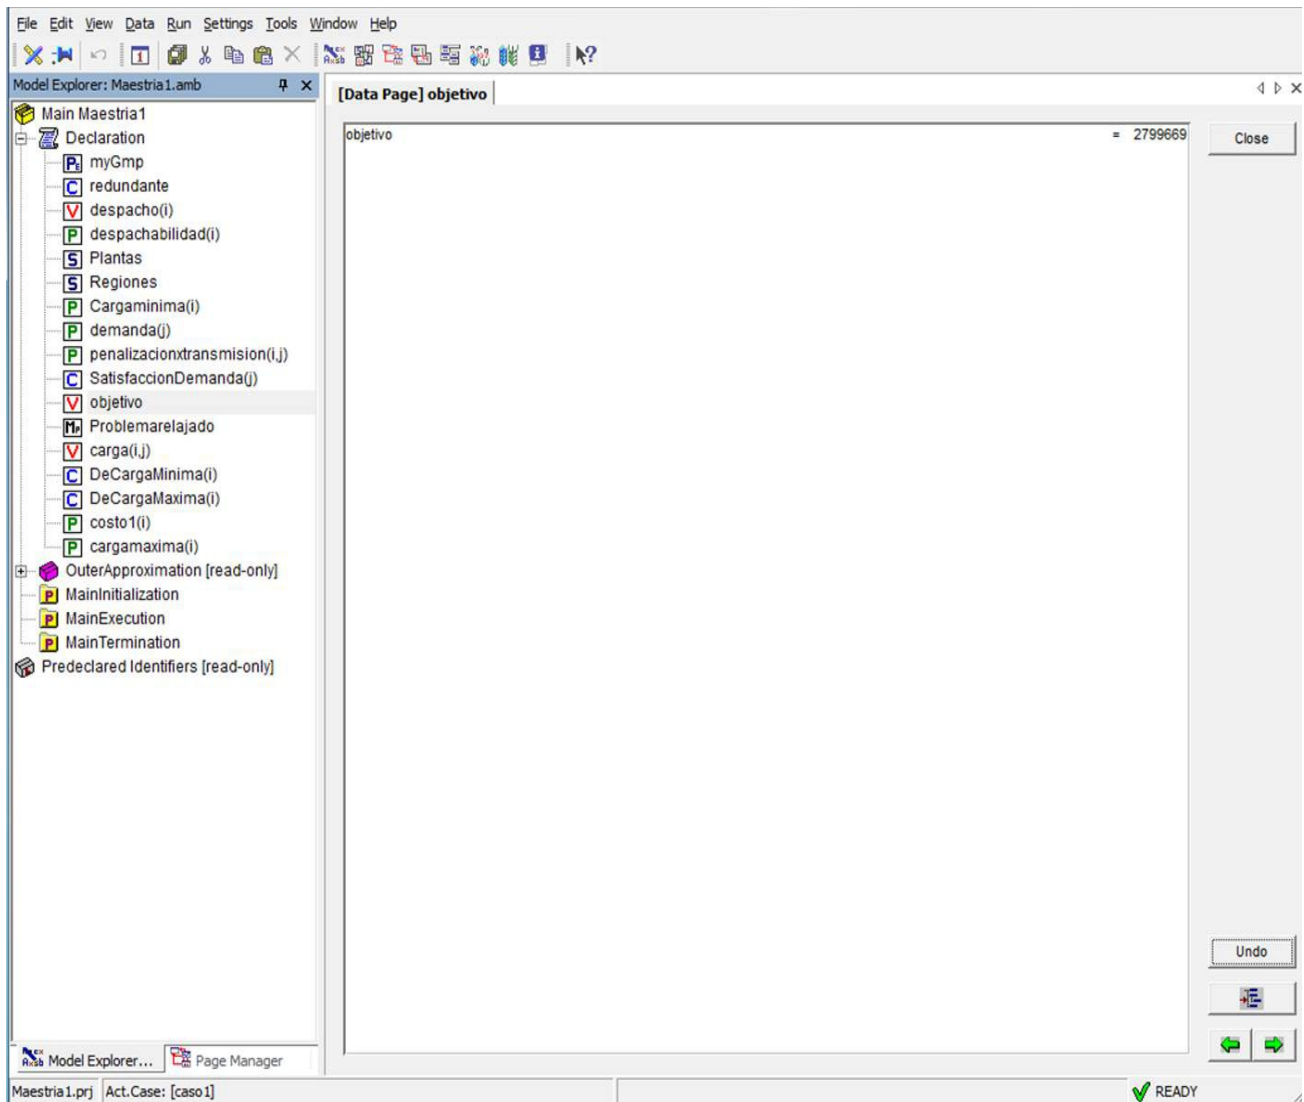 File Edit View Data Run Settings Tools Window Help
Model Explorer: Maestria1.amb
Main Maestria1
Declaration
myGmp
redundante
despacho(i)
despachabilidad(i)
Plantas
Regiones
Cargaminima(i)
demanda(j)
penalizacionxtransmision(i,j)
SatisfaccionDemanda(j)
objetivo
Problemarelajado
carga(i,j)
DeCargaMinima(i)
DeCargaMaxima(i)
costo1(i)
cargamaxima(i)
OuterApproximation [read-only]
MainInitialization
MainExecution
MainTermination
Predeclared Identifiers [read-only]
Model Explorer... Page Manager
[Data Page] objetivo
objetivo = 2799669
Close
Undo
Maestria1.prj Act.Case: [caso1] READY